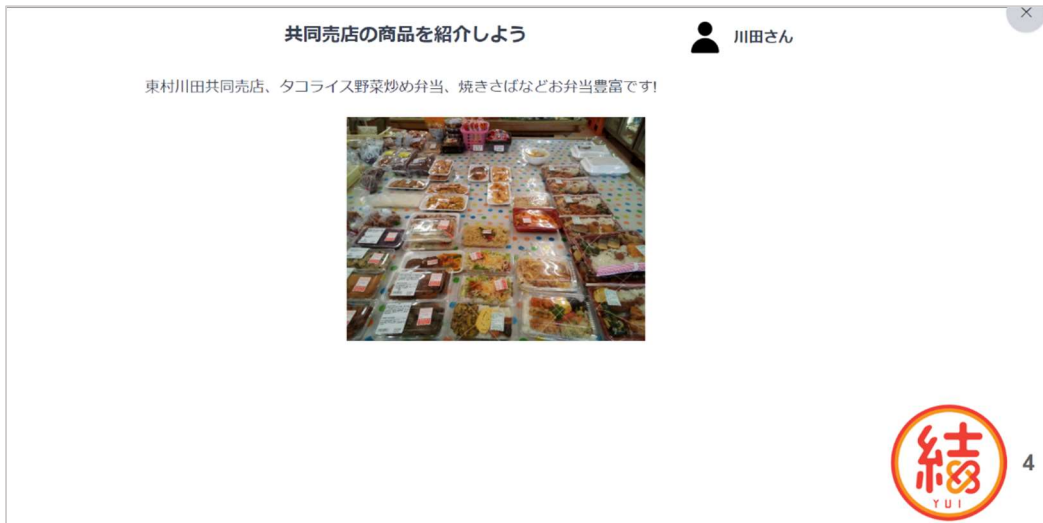 共同売店の商品を紹介しよう
川田さん
東村川田共同売店、タコライス野菜炒め弁当、焼きさばなどお弁当豊富です!
結
YUI
4